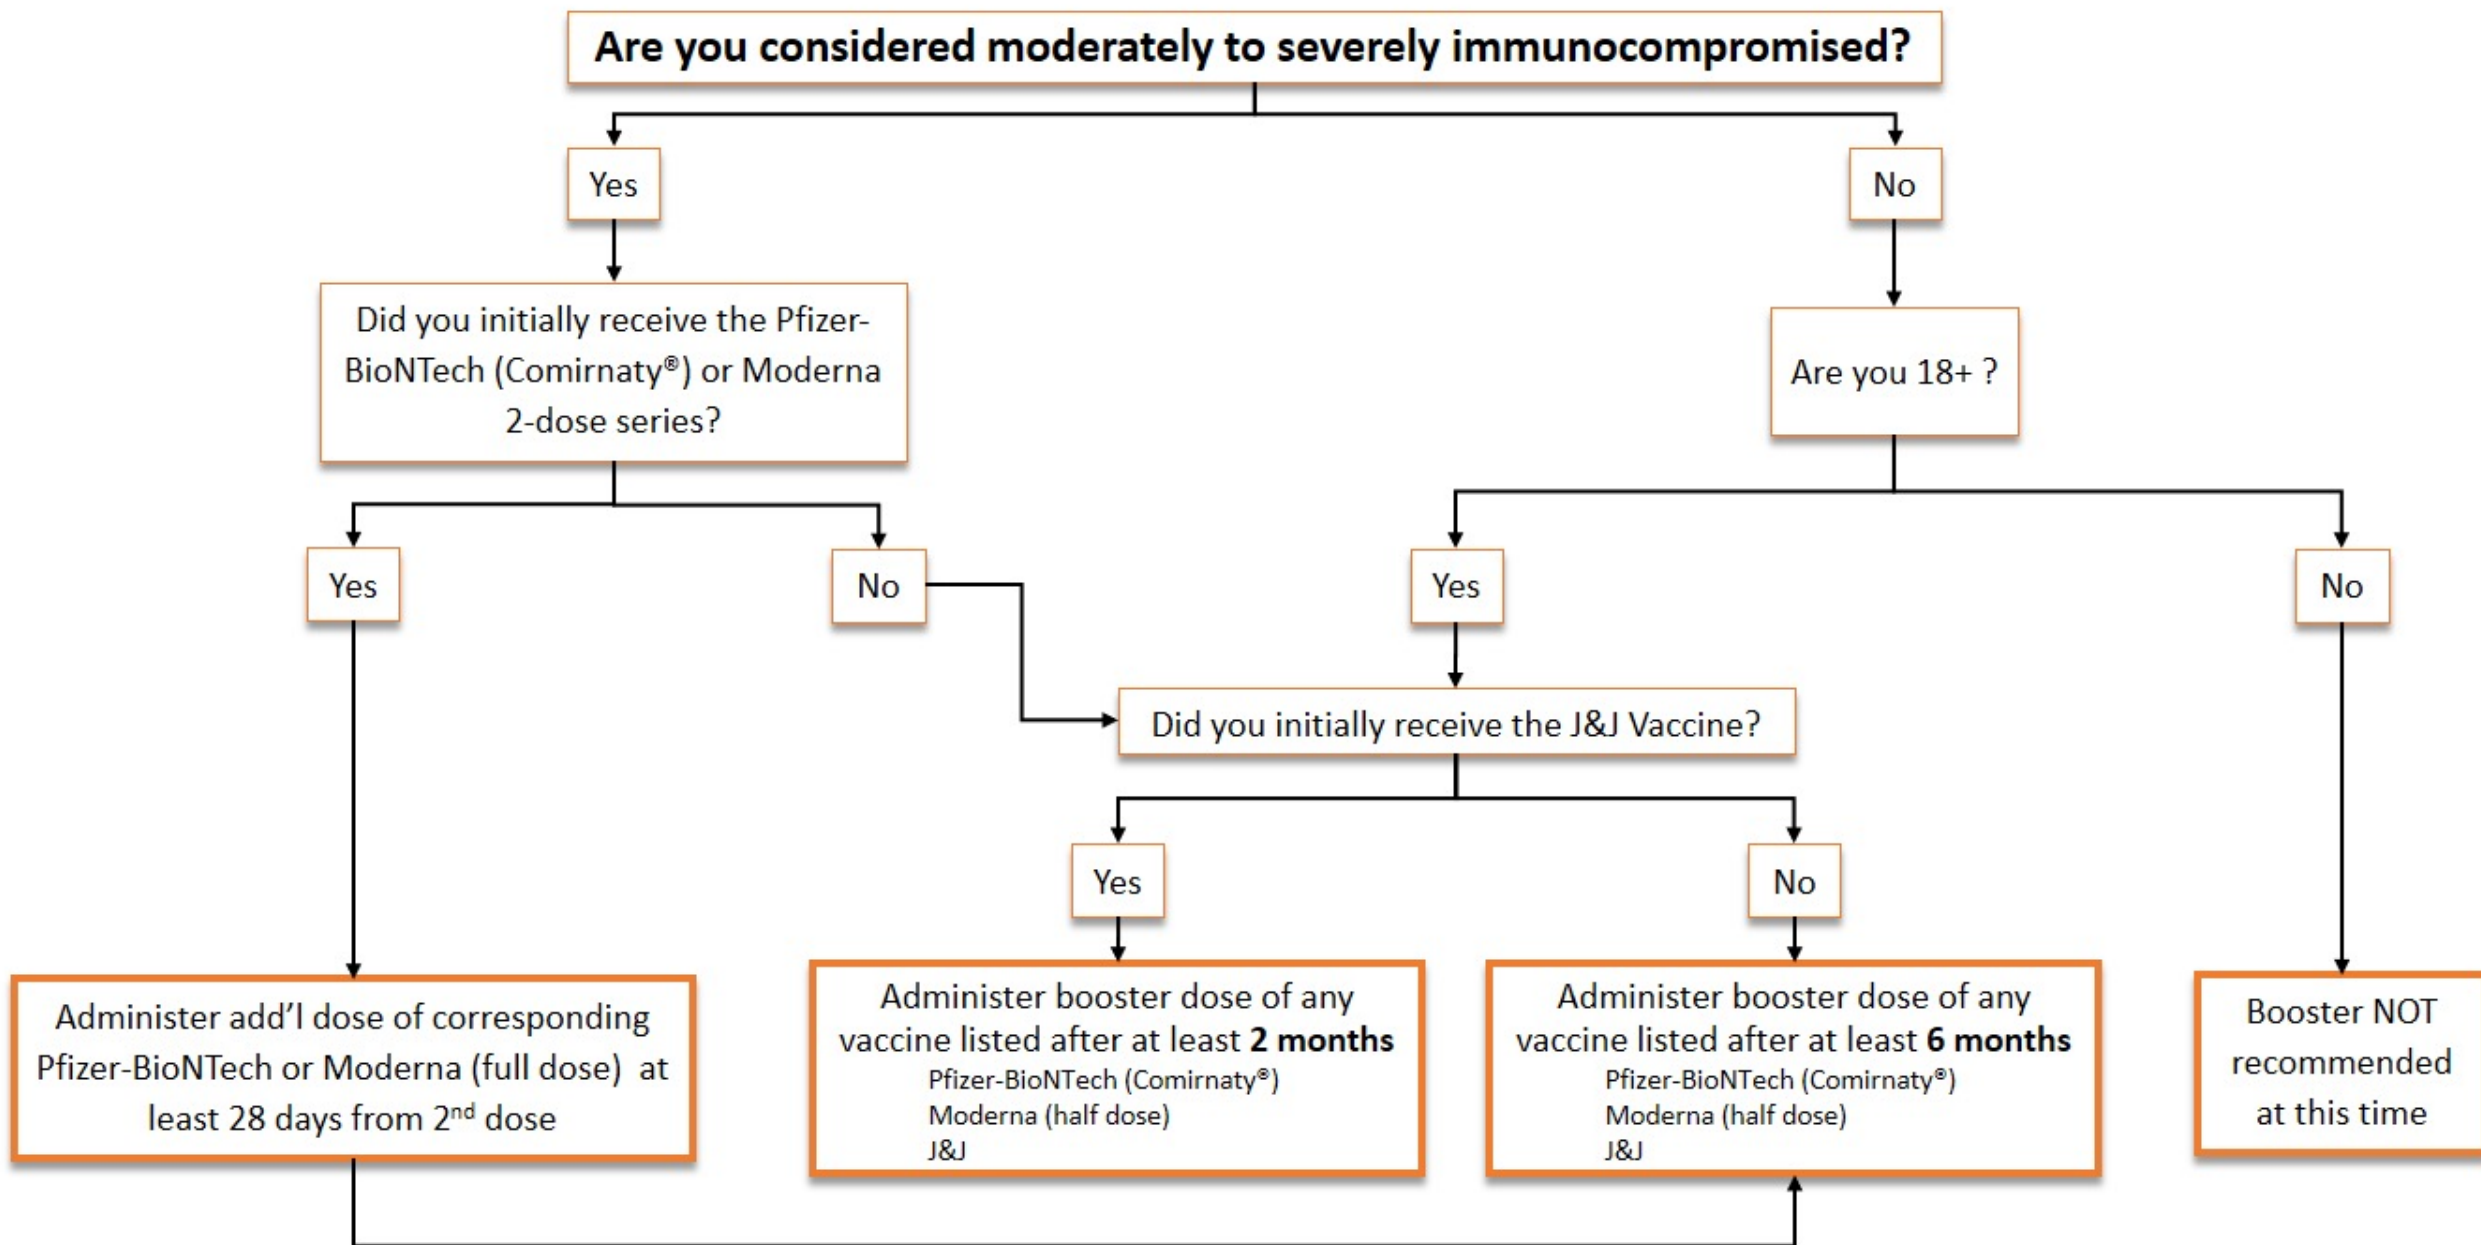 Are you considered moderately to severely immunocompromised?
Yes
No
Did you initially receive the Pfizer-
BioNTech (Comirnaty®) or Moderna
2-dose series?
Are you 18+ ?
Yes
No
Yes
No
Did you initially receive the J&J Vaccine?
Yes
No
Administer add’l dose of corresponding
Pfizer-BioNTech or Moderna (full dose) at
least 28 days from 2nd dose
Administer booster dose of any
vaccine listed after at least 2 months
Pfizer-BioNTech (Comirnaty®)
Moderna (half dose)
J&J
Administer booster dose of any
vaccine listed after at least 6 months
Pfizer-BioNTech (Comirnaty®)
Moderna (half dose)
J&J
Booster NOT
recommended
at this time